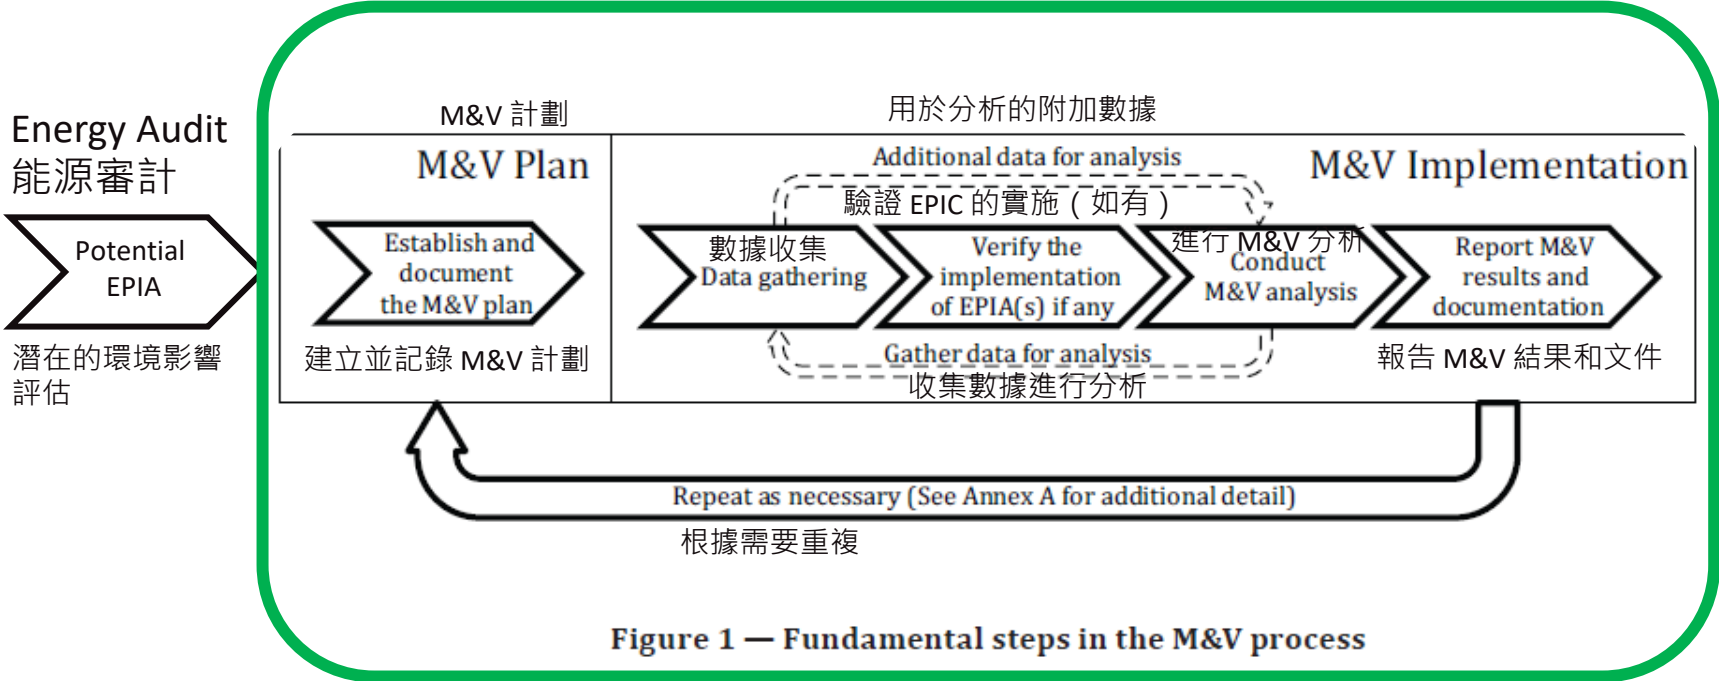 Energy Audit
能源審計
Potential
EPIA
潛在的環境影響
評估
M&V 計劃
M&V Plan
Establish and
document
the M&V plan
建立並記錄 M&V 計劃
用於分析的附加數據
Additional data for analysis
M&V Implementation
驗證 EPIC 的實施（如有）
數據收集
Data gathering
Verify the
implementation
of EPIA(s) if any
進行 M&V 分析
Conduct
M&V analysis
Report M&V
results and
documentation
Gather data for analysis
收集數據進行分析
報告 M&V 結果和文件
Repeat as necessary (See Annex A for additional detail)
根據需要重複
Figure 1 — Fundamental steps in the M&V process